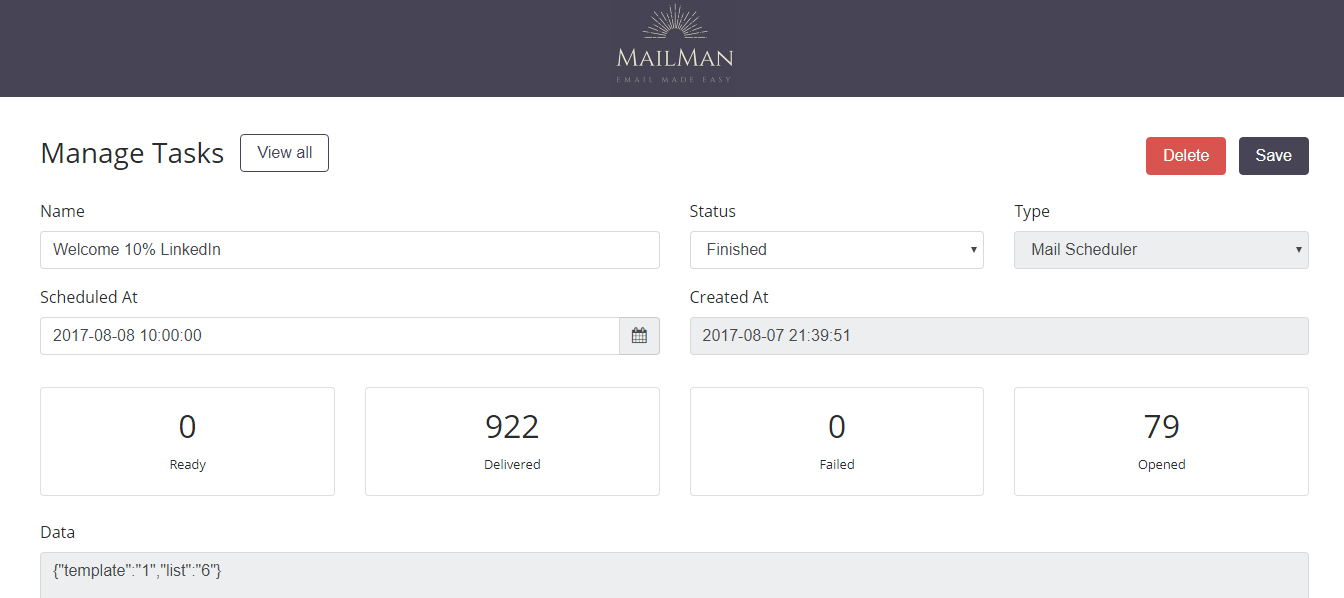 MAILMAN
EMAIL MADE EASY
Manage Tasks
View all
Delete
Save
Name
Status
Type
Welcome 10% LinkedIn
Finished
Mail Scheduler
Scheduled At
Created At
2017-08-08 10:00:00
2017-08-07 21:39:51
0
922
0
79
Ready
Delivered
Failed
Opened
Data
{"template":"1","list":"6"}